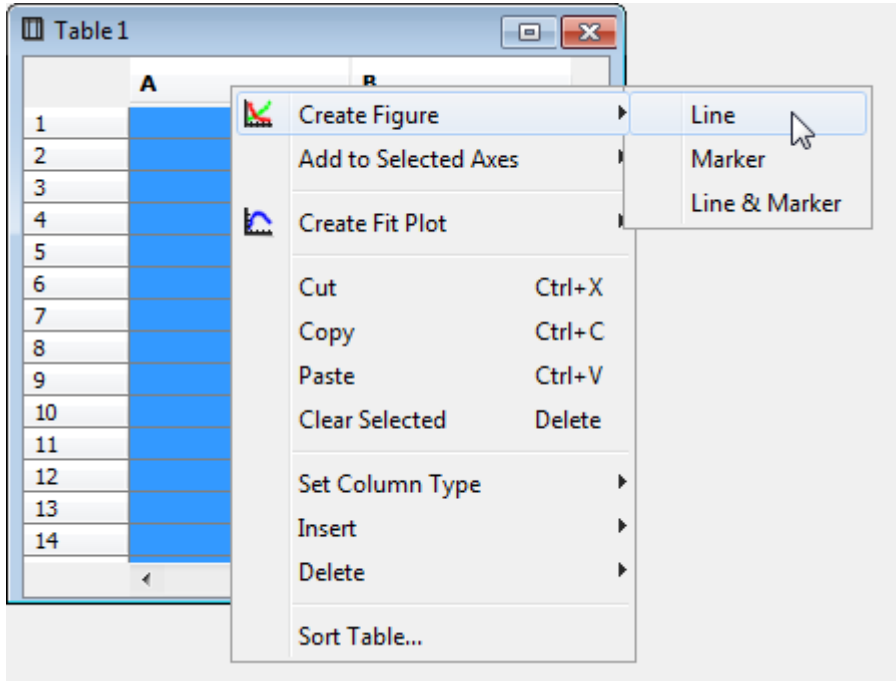 Table 1
A B
1 Create Figure Line
2 Add to Selected Axes Marker
3
4 Create Fit Plot Line & Marker
5
6 Cut Ctrl+X
7 Copy Ctrl+C
8
9 Paste Ctrl+V
10 Clear Selected Delete
11
12 Set Column Type
13 Insert
14 Delete
Sort Table...